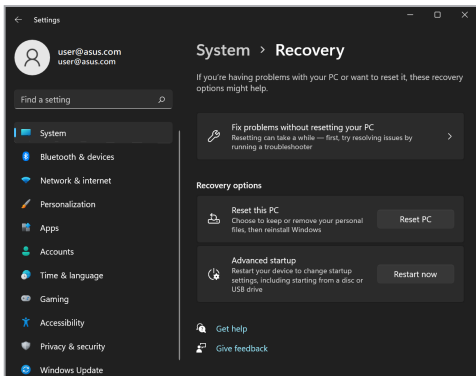 Settings
user@asus.com
user@asus.com
Find a setting
System
Bluetooth & devices
Network & internet
Personalization
Apps
Accounts
Time & language
Gaming
Accessibility
Privacy & security
Windows Update
System > Recovery
If you're having problems with your PC or want to reset it, these recovery
options might help.
Fix problems without resetting your PC
Resetting can take a while — first, try resolving issues by
running a troubleshooter
Recovery options
Reset this PC
Choose to keep or remove your personal
files, then reinstall Windows
Reset PC
Advanced startup
Restart your device to change startup
settings, including starting from a disc or
USB drive
Restart now
Get help
Give feedback